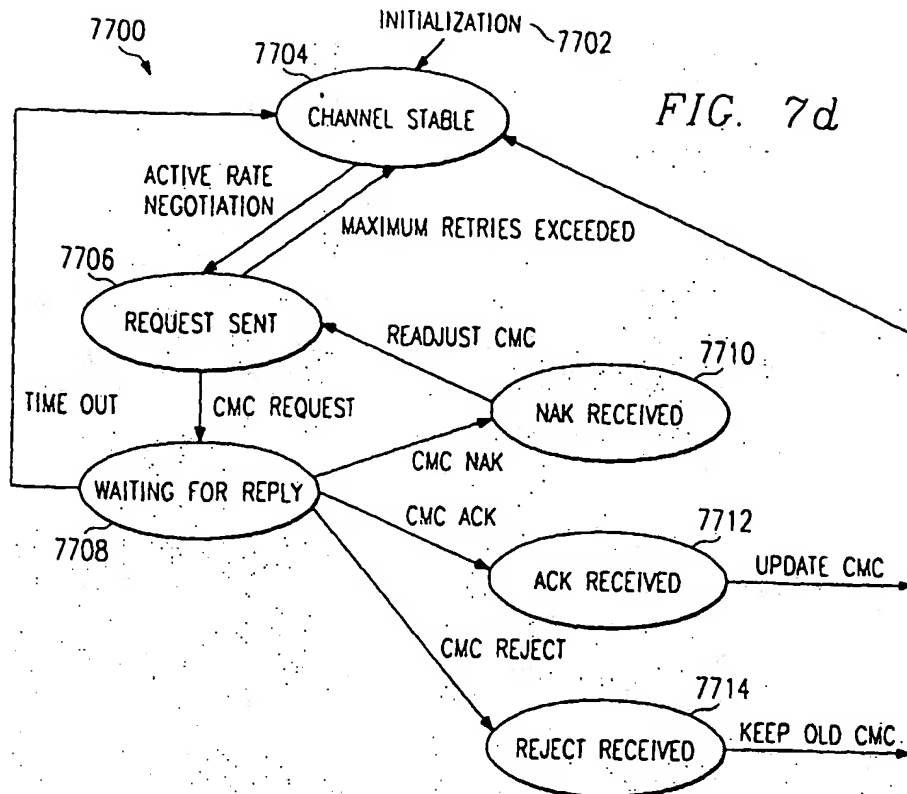 7700
INITIALIZATION
7702
7704
CHANNEL STABLE
FIG. 7d
ACTIVE RATE
NEGOTIATION
MAXIMUM RETRIES EXCEEDED
7706
REQUEST SENT
READJUST CMC
7710
NAK RECEIVED
TIME OUT
CMC REQUEST
CMC NAK
WAITING FOR REPLY
7708
CMC ACK
7712
ACK RECEIVED
UPDATE CMC
CMC REJECT
7714
REJECT RECEIVED
KEEP OLD CMC